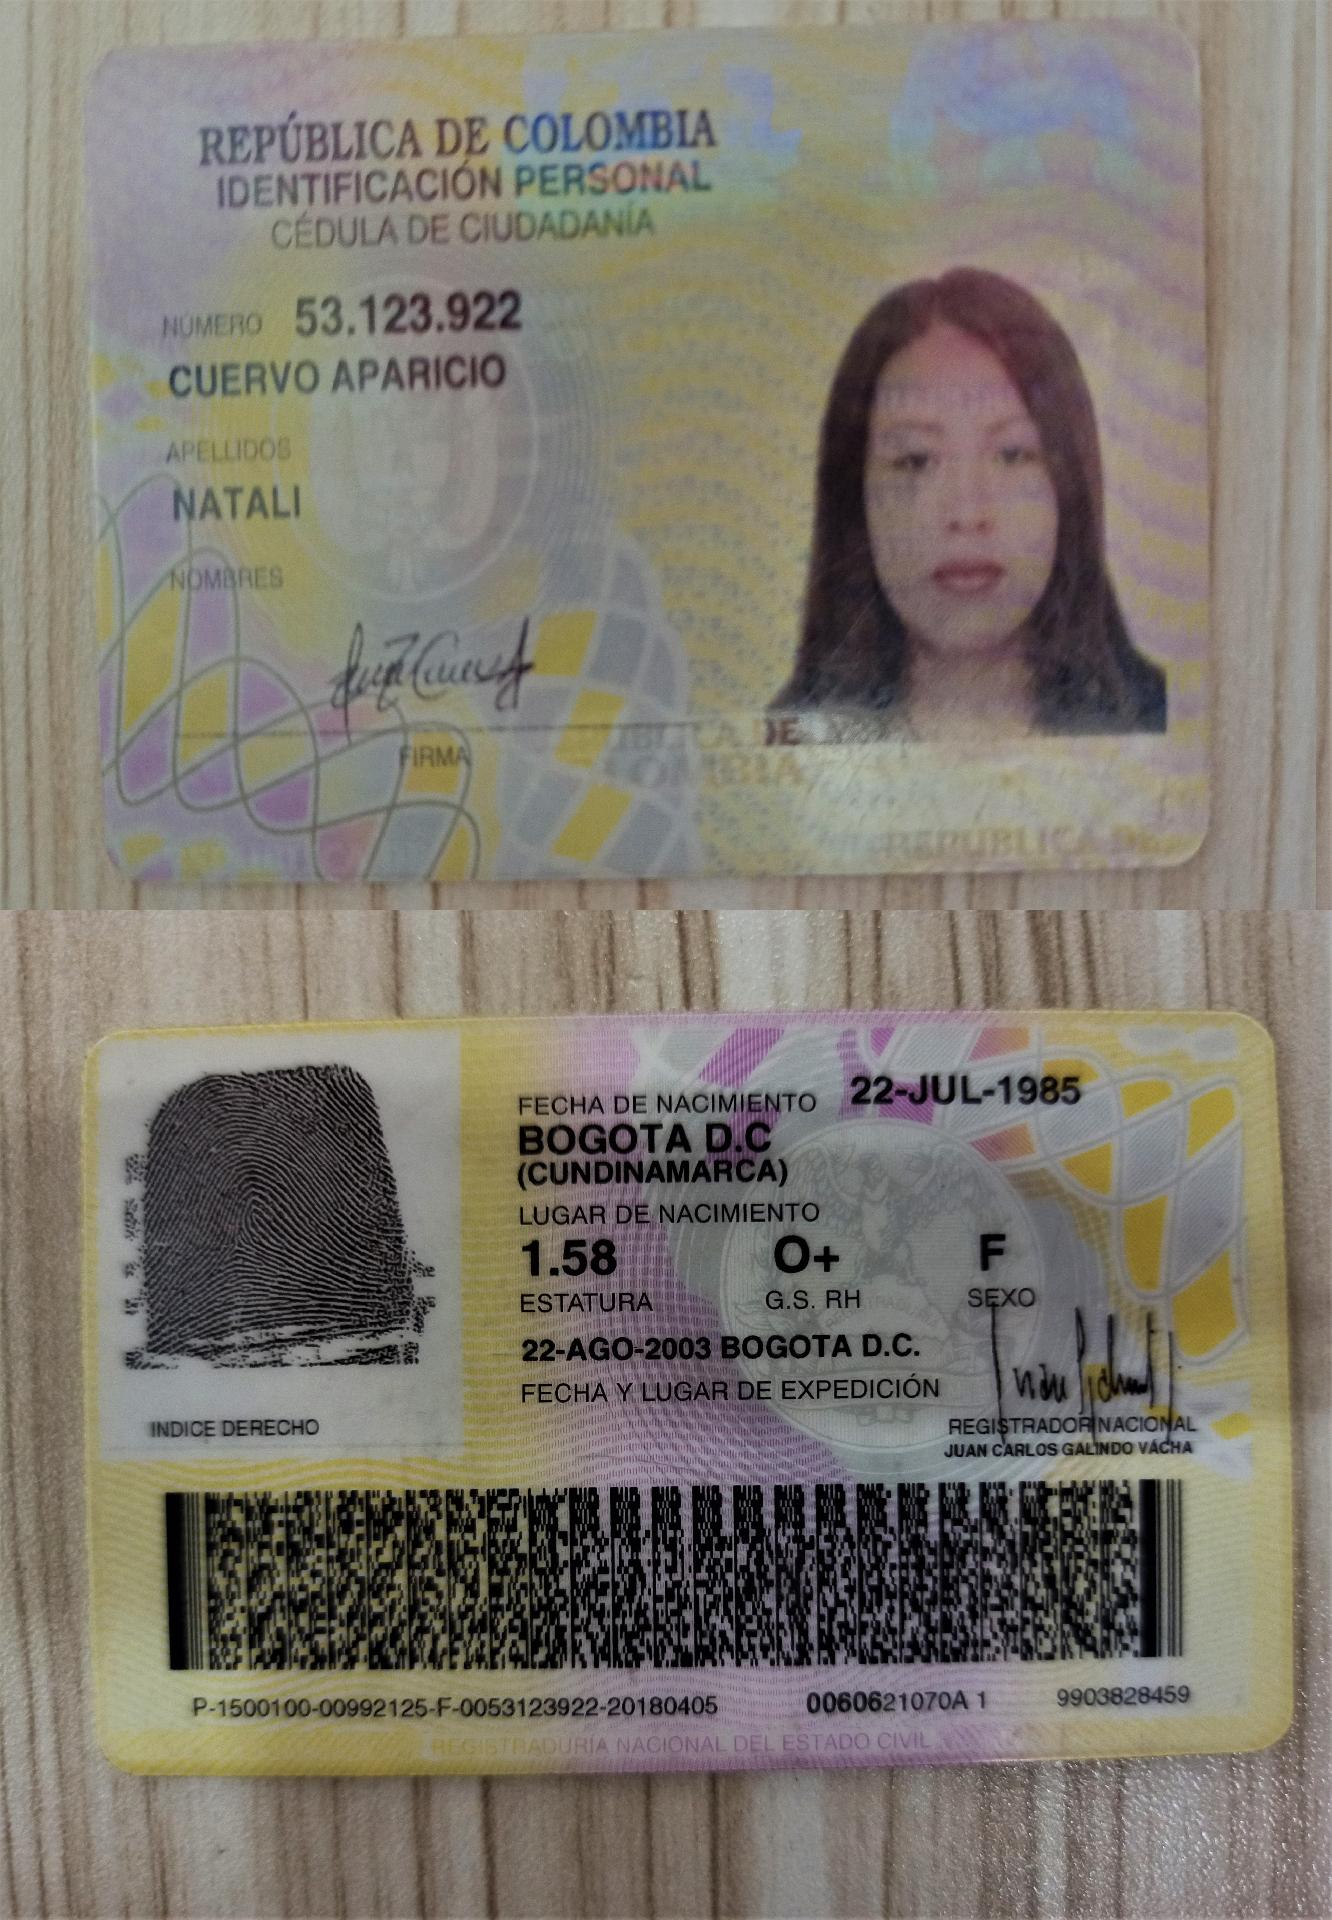 REPÚBLICA DE COLOMBIA
IDENTIFICACIÓN PERSONAL
CÉDULA DE CIUDADANÍA
NÚMERO 53.123.922
CUERVO APARICIO
APELLIDOS
NATALI
NOMBRES
FIRMA
REPUBLICA DE
FECHA DE NACIMIENTO 22-JUL-1985
BOGOTA D.C
(CUNDINAMARCA)
LUGAR DE NACIMIENTO
1.58 O+ F
ESTATURA G.S. RH SEXO
22-AGO-2003 BOGOTA D.C.
FECHA Y LUGAR DE EXPEDICIÓN
INDICE DERECHO
REGISTRADOR NACIONAL
JUAN CARLOS GALINDO VÁCHA
P-1500100-00992125-F-0053123922-20180405 0060621070A 1 9903828459
REGISTRADURIA NACIONAL DEL ESTADO CIVIL